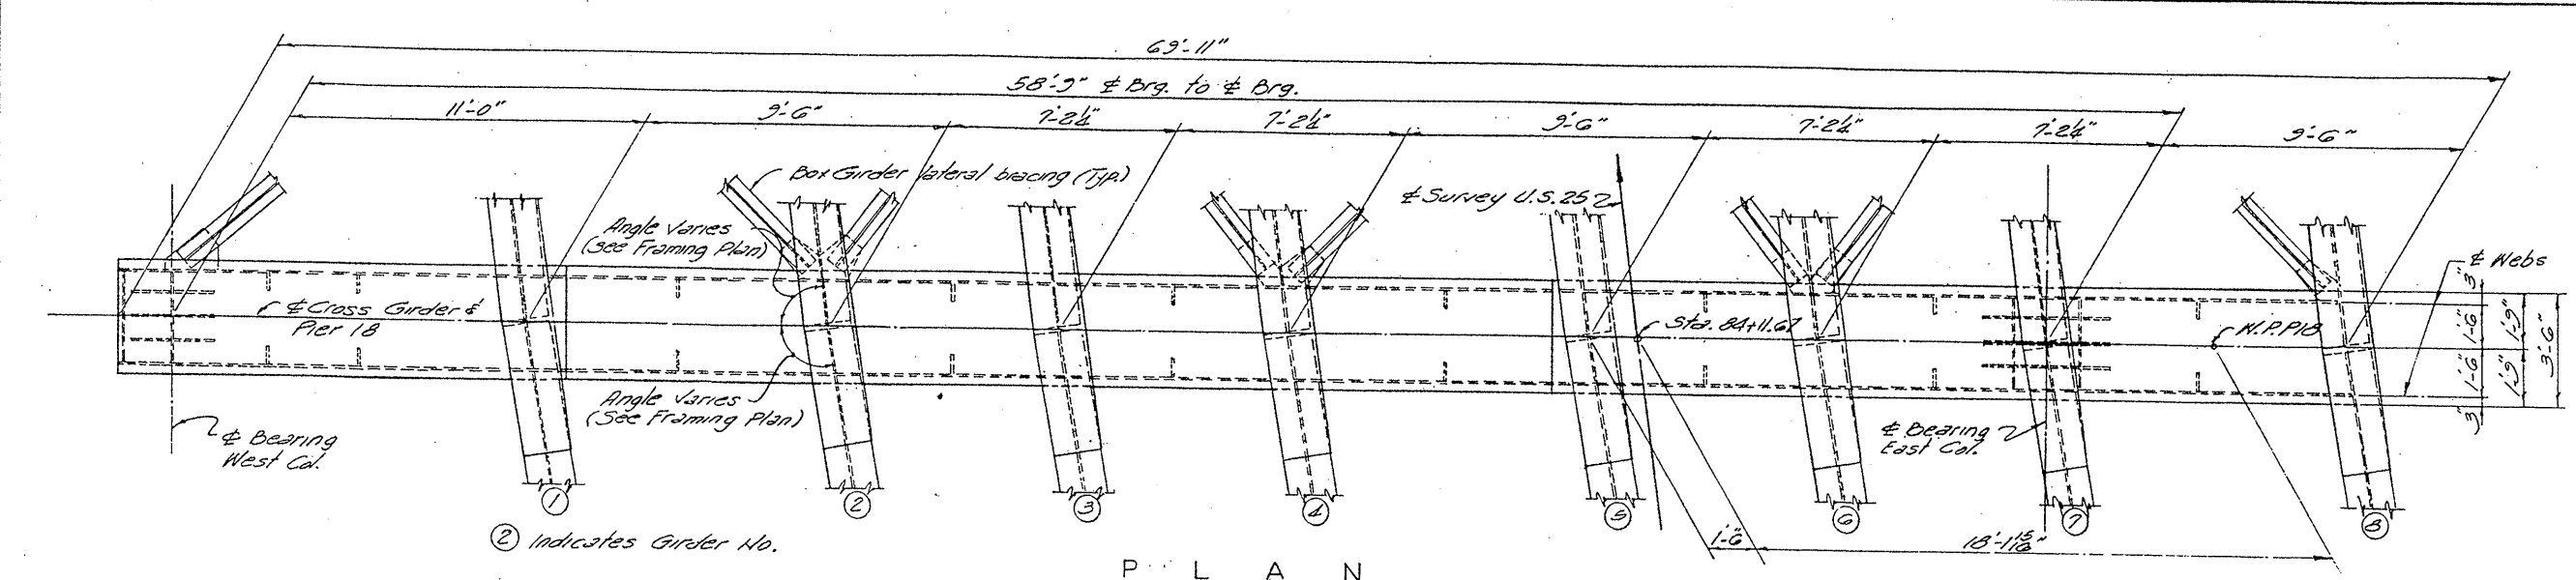 69'-11"
58'-9" ℄ Brg. to ℄ Brg.
11'-0"
9'-6"
7'-2¼"
7'-2¼"
9'-6"
7'-2¼"
7'-2¼"
9'-6"
Box Girder lateral bracing (Typ.)
℄ Survey U.S. 25
Angle Varies
(See Framing Plan)
℄ Webs
℄ Cross Girder &
Pier 18
Sta. 84+11.67
W.P.P18
3"
1'-6"
1'-6"
3"
1'-9"
1'-9"
3'-6"
Angle Varies
(See Framing Plan)
℄ Bearing
West Col.
℄ Bearing
East Col.
1
2
3
4
5
6
7
8
2 Indicates Girder No.
1'-6"
18'-1 15/16"
PLAN